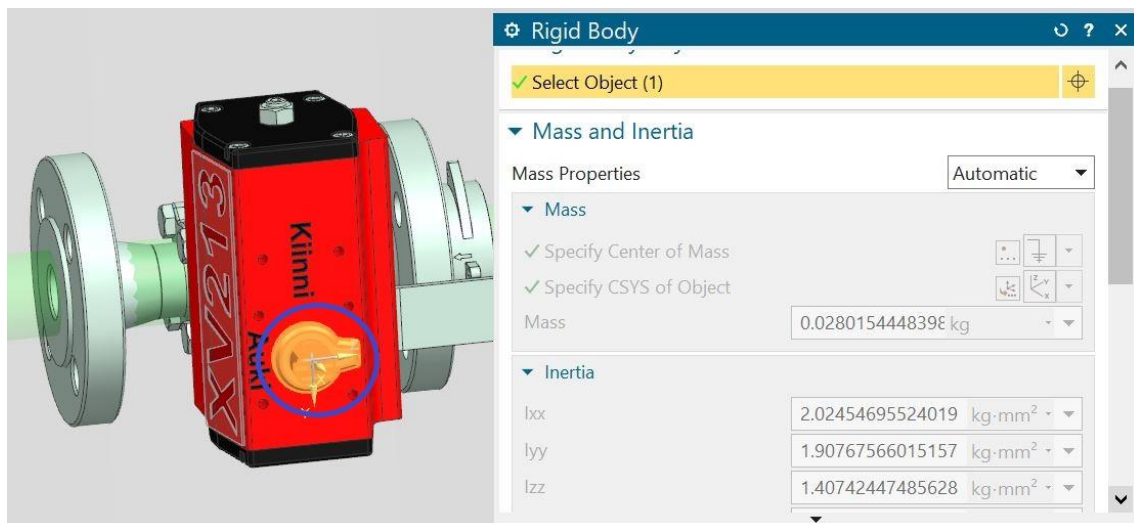 Rigid Body
Select Object (1)
Mass and Inertia
Mass Properties
Automatic
Mass
Specify Center of Mass
Specify CSYS of Object
Mass
0.0280154448398 kg
Inertia
Ixx
2.02454695524019 kg·mm²
Iyy
1.90767566015157 kg·mm²
Izz
1.40742447485628 kg·mm²
XV213
Kiinni
Auki